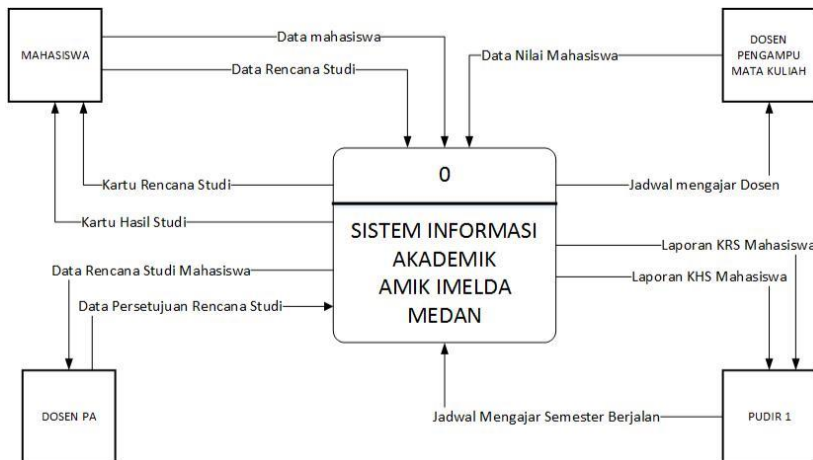 MAHASISWA
Data mahasiswa
Data Rencana Studi
Data Nilai Mahasiswa
DOSEN
PENGAMPU
MATA KULIAH
Kartu Rencana Studi
Kartu Hasil Studi
0
SISTEM INFORMASI
AKADEMIK
AMIK IMELDA
MEDAN
Jadwal mengajar Dosen
Laporan KRS Mahasiswa
Laporan KHS Mahasiswa
Data Rencana Studi Mahasiswa
Data Persetujuan Rencana Studi
DOSEN PA
Jadwal Mengajar Semester Berjalan
PUDIR 1